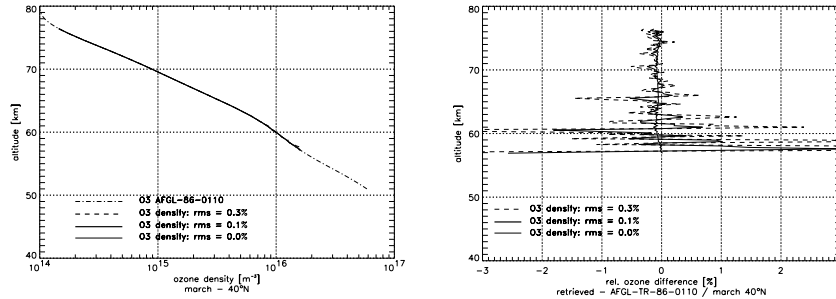 80
70
60
50
40
altitude [km]
O3 AFGL-86-0110
O3 density: rms = 0.3%
O3 density: rms = 0.1%
O3 density: rms = 0.0%
10^14 10^15 10^16 10^17
ozone density [m^-3]
march - 40°N
80
70
60
50
40
altitude [km]
O3 density: rms = 0.3%
O3 density: rms = 0.1%
O3 density: rms = 0.0%
-3 -2 -1 0 1 2 3
rel. ozone difference [%]
retrieved - AFGL-TR-86-0110 / march 40°N